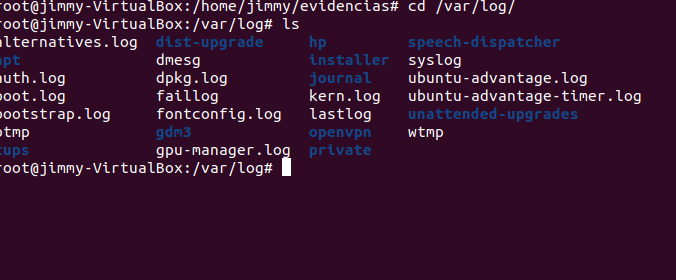 root@jimmy-VirtualBox:/home/jimmy/evidencias# cd /var/log/
root@jimmy-VirtualBox:/var/log# ls
alternatives.log dist-upgrade hp speech-dispatcher
apt dmesg installer syslog
auth.log dpkg.log journal ubuntu-advantage.log
boot.log faillog kern.log ubuntu-advantage-timer.log
bootstrap.log fontconfig.log lastlog unattended-upgrades
btmp gdm3 openvpn wtmp
cups gpu-manager.log private
root@jimmy-VirtualBox:/var/log#